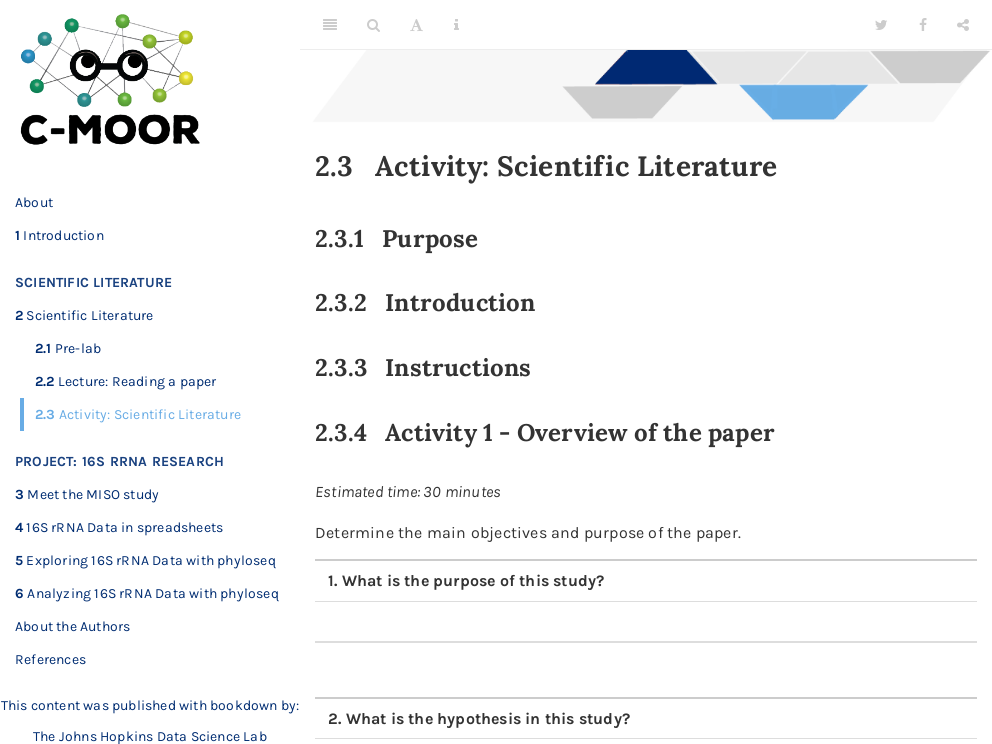 C-MOOR
About
1 Introduction
SCIENTIFIC LITERATURE
2 Scientific Literature
2.1 Pre-lab
2.2 Lecture: Reading a paper
2.3 Activity: Scientific Literature
PROJECT: 16S RRNA RESEARCH
3 Meet the MISO study
4 16S rRNA Data in spreadsheets
5 Exploring 16S rRNA Data with phyloseq
6 Analyzing 16S rRNA Data with phyloseq
About the Authors
References
This content was published with bookdown by:
The Johns Hopkins Data Science Lab
A
2.3 Activity: Scientific Literature
2.3.1 Purpose
2.3.2 Introduction
2.3.3 Instructions
2.3.4 Activity 1 - Overview of the paper
Estimated time: 30 minutes
Determine the main objectives and purpose of the paper.
1. What is the purpose of this study?
2. What is the hypothesis in this study?